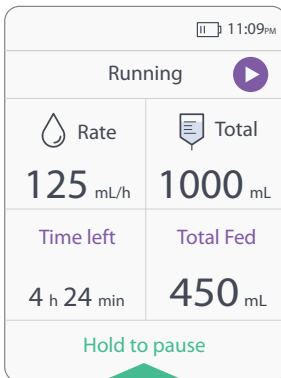 11:09PM
Running
Rate
Total
125 mL/h
1000 mL
Time left
Total Fed
4 h 24 min
450 mL
Hold to pause